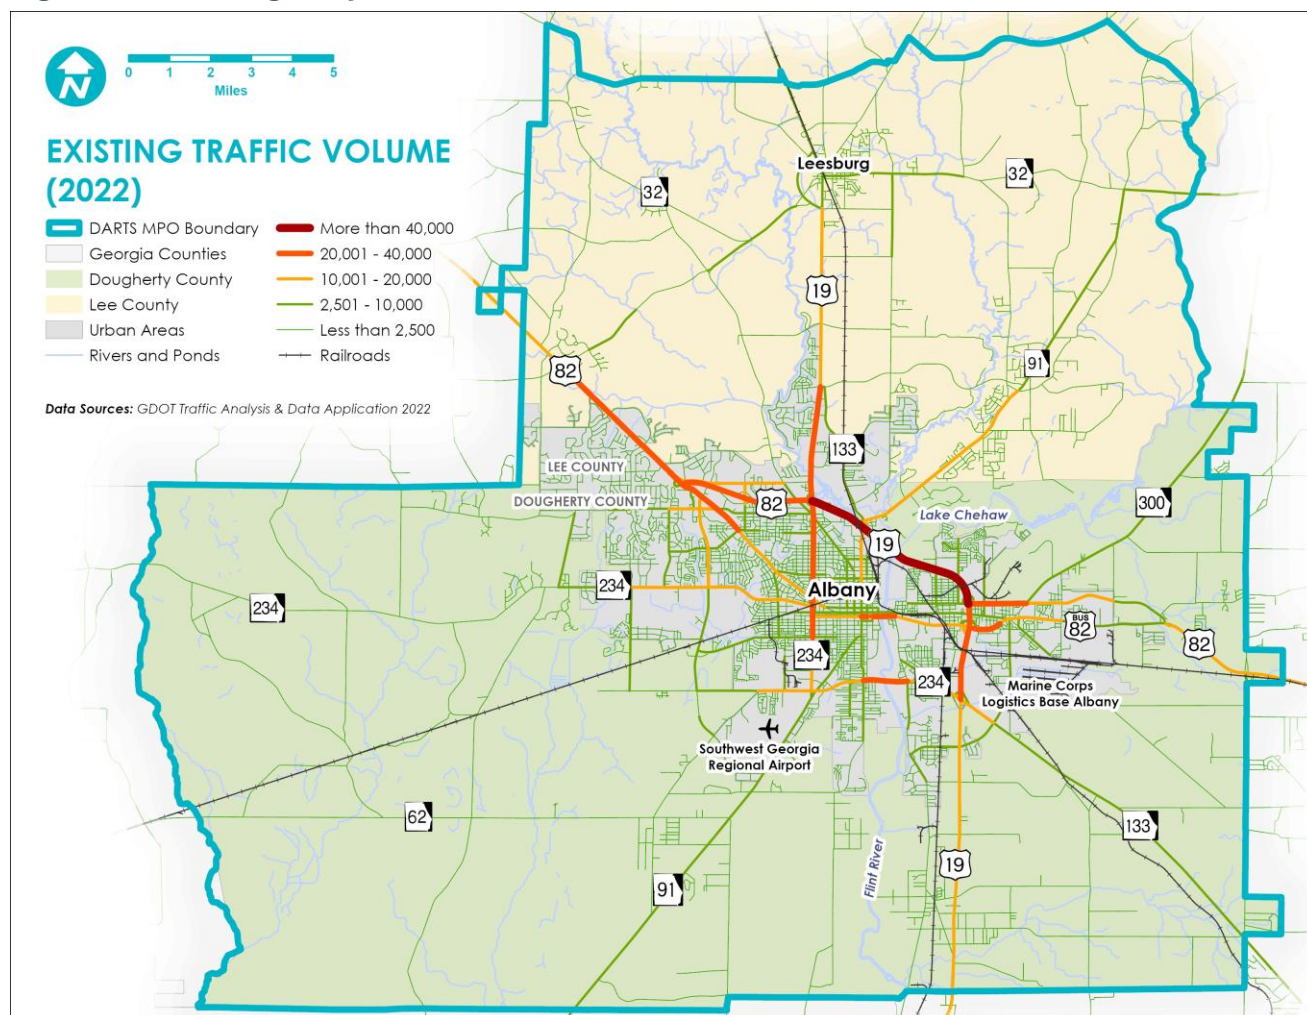 0 1 2 3 4 5
Miles
EXISTING TRAFFIC VOLUME
(2022)
DARTS MPO Boundary
Georgia Counties
Dougherty County
Lee County
Urban Areas
Rivers and Ponds
More than 40,000
20,001 - 40,000
10,001 - 20,000
2,501 - 10,000
Less than 2,500
Railroads
Data Sources: GDOT Traffic Analysis & Data Application 2022
Leesburg
32
32
19
82
91
133
LEE COUNTY
DOUGHERTY COUNTY
82
Lake Chehaw
300
19
234
234
Albany
BUS
82
82
234
234
Marine Corps
Logistics Base Albany
Southwest Georgia
Regional Airport
62
133
Flint River
19
91
N